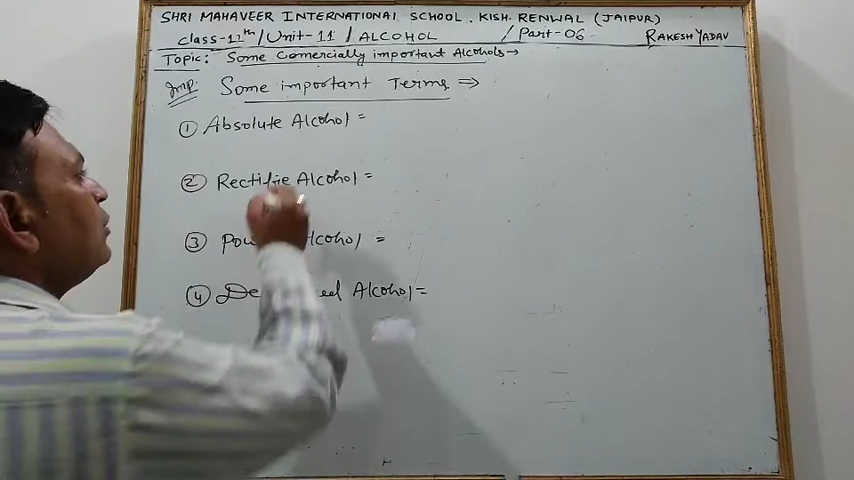 SHRI MAHAVEER INTERNATIONAL SCHOOL. KISH. RENWAL (JAIPUR)
class-12th/Unit-11 / ALCOHOL / Part-06 RAKESH YADAV
Topic: Some Comercially important Alcohols →
Imp. Some important Terms ⇒
① Absolute Alcohol =
② Rectifie Alcohol =
③ Alcohol =
④ Alcohol =